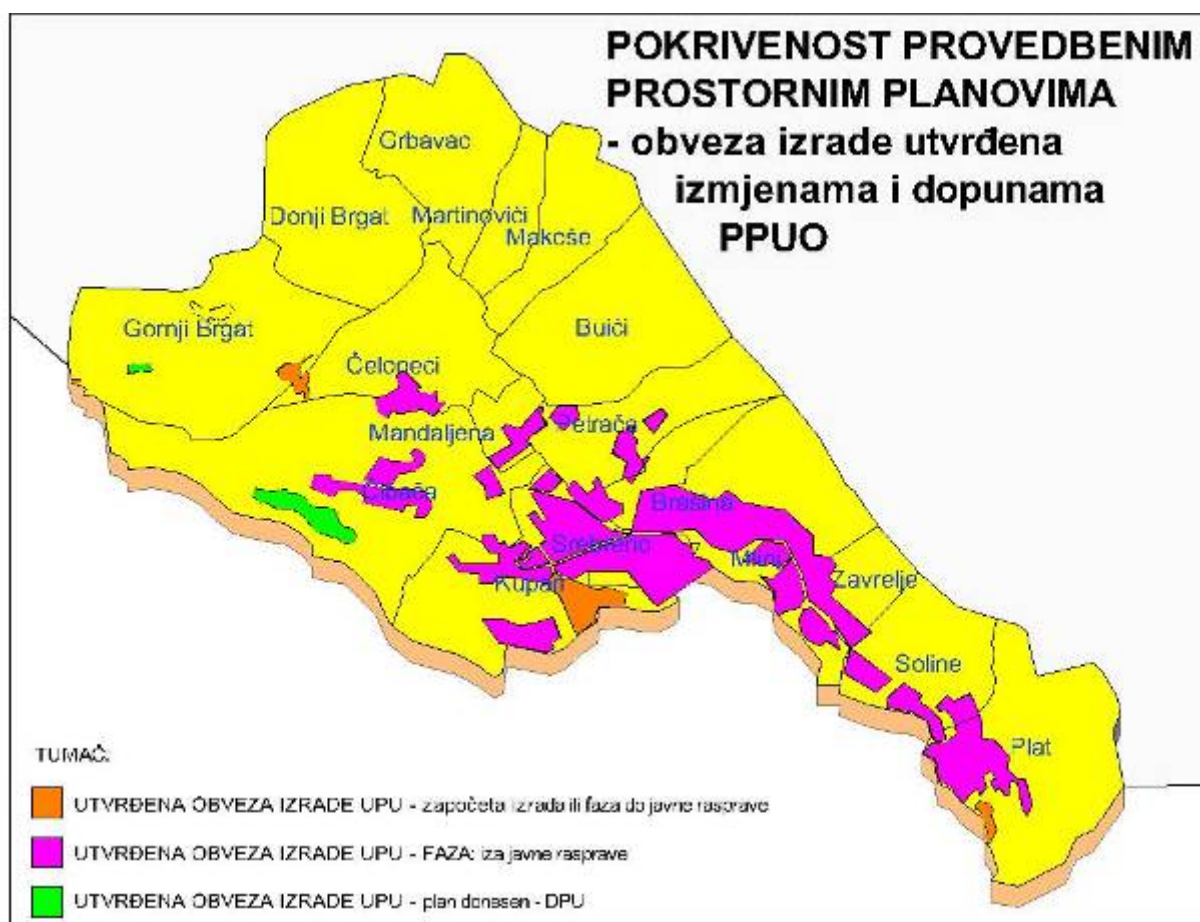 POKRIVENOST PROVEDBENIM
PROSTORNIM PLANOVIMA
- obveza izrade utvrđena
izmjenama i dopunama
PPUO
Grbavac
Donji Brgat
Martinovići
Makoše
Gornji Brgat
Buići
Čelopeci
Petrača
Mandaljena
Čibača
Brašina
Srebreno
Mlini
Kupari
Zavrelje
Soline
Plat
TUMAČ:
UTVRĐENA OBVEZA IZRADE UPU - započeta izrada ili faza do javne rasprave
UTVRĐENA OBVEZA IZRADE UPU - FAZA: iza javne rasprave
UTVRĐENA OBVEZA IZRADE UPU - plan donesen - DPU